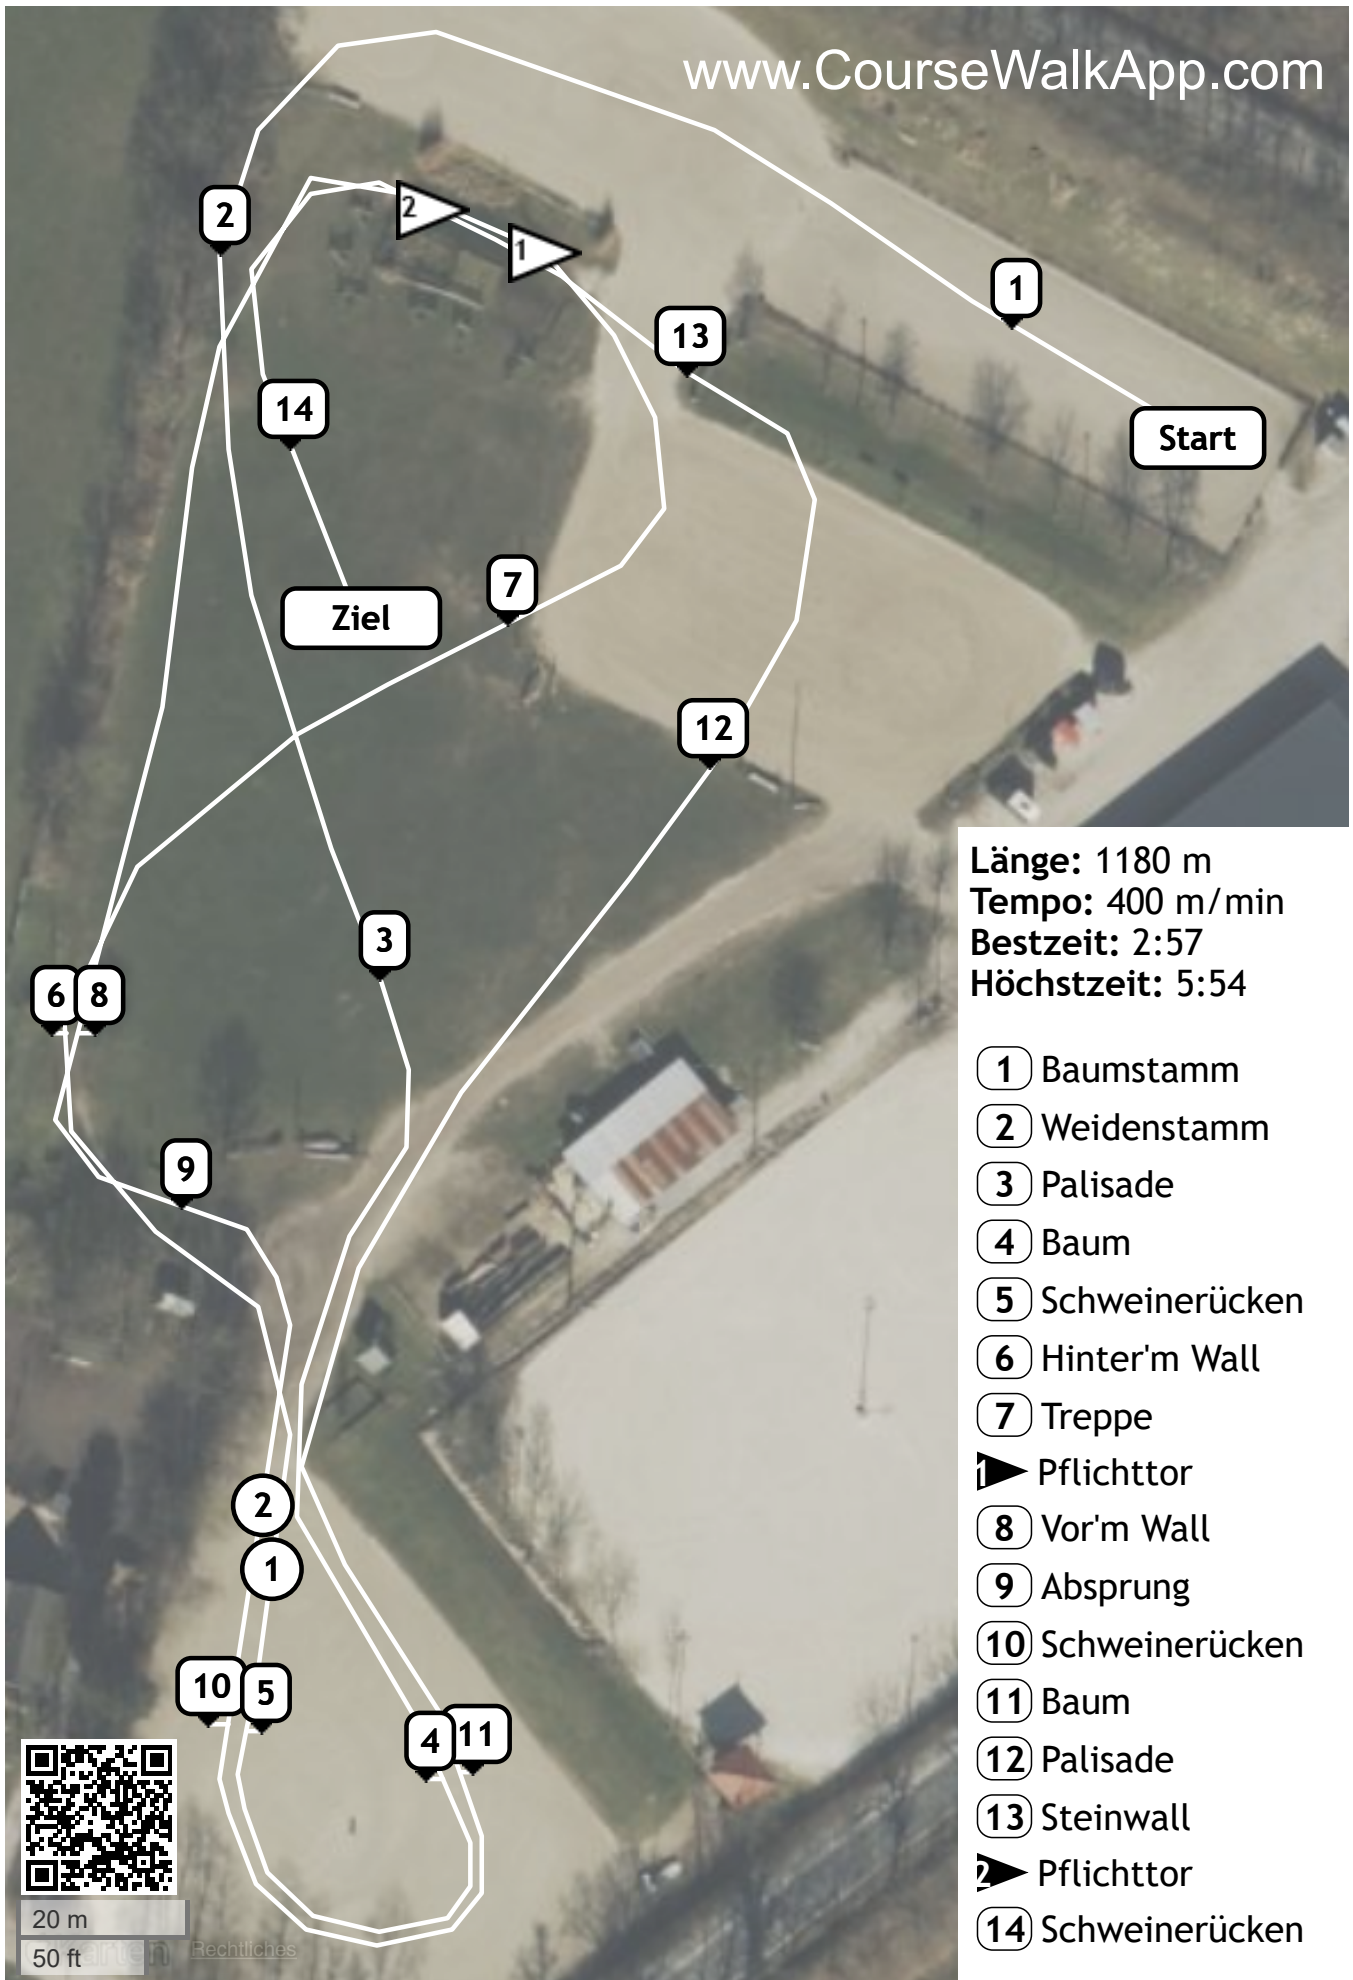 www.CourseWalkApp.com
2
2
1
1
13
14
Start
7
Ziel
12
3
6 8
9
2
1
10 5
4 11
Länge: 1180 m
Tempo: 400 m/min
Bestzeit: 2:57
Höchstzeit: 5:54
1 Baumstamm
2 Weidenstamm
3 Palisade
4 Baum
5 Schweinerücken
6 Hinter'm Wall
7 Treppe
1 Pflichttor
8 Vor'm Wall
9 Absprung
10 Schweinerücken
11 Baum
12 Palisade
13 Steinwall
2 Pflichttor
14 Schweinerücken
20 m
50 ft
Karten Rechtliches